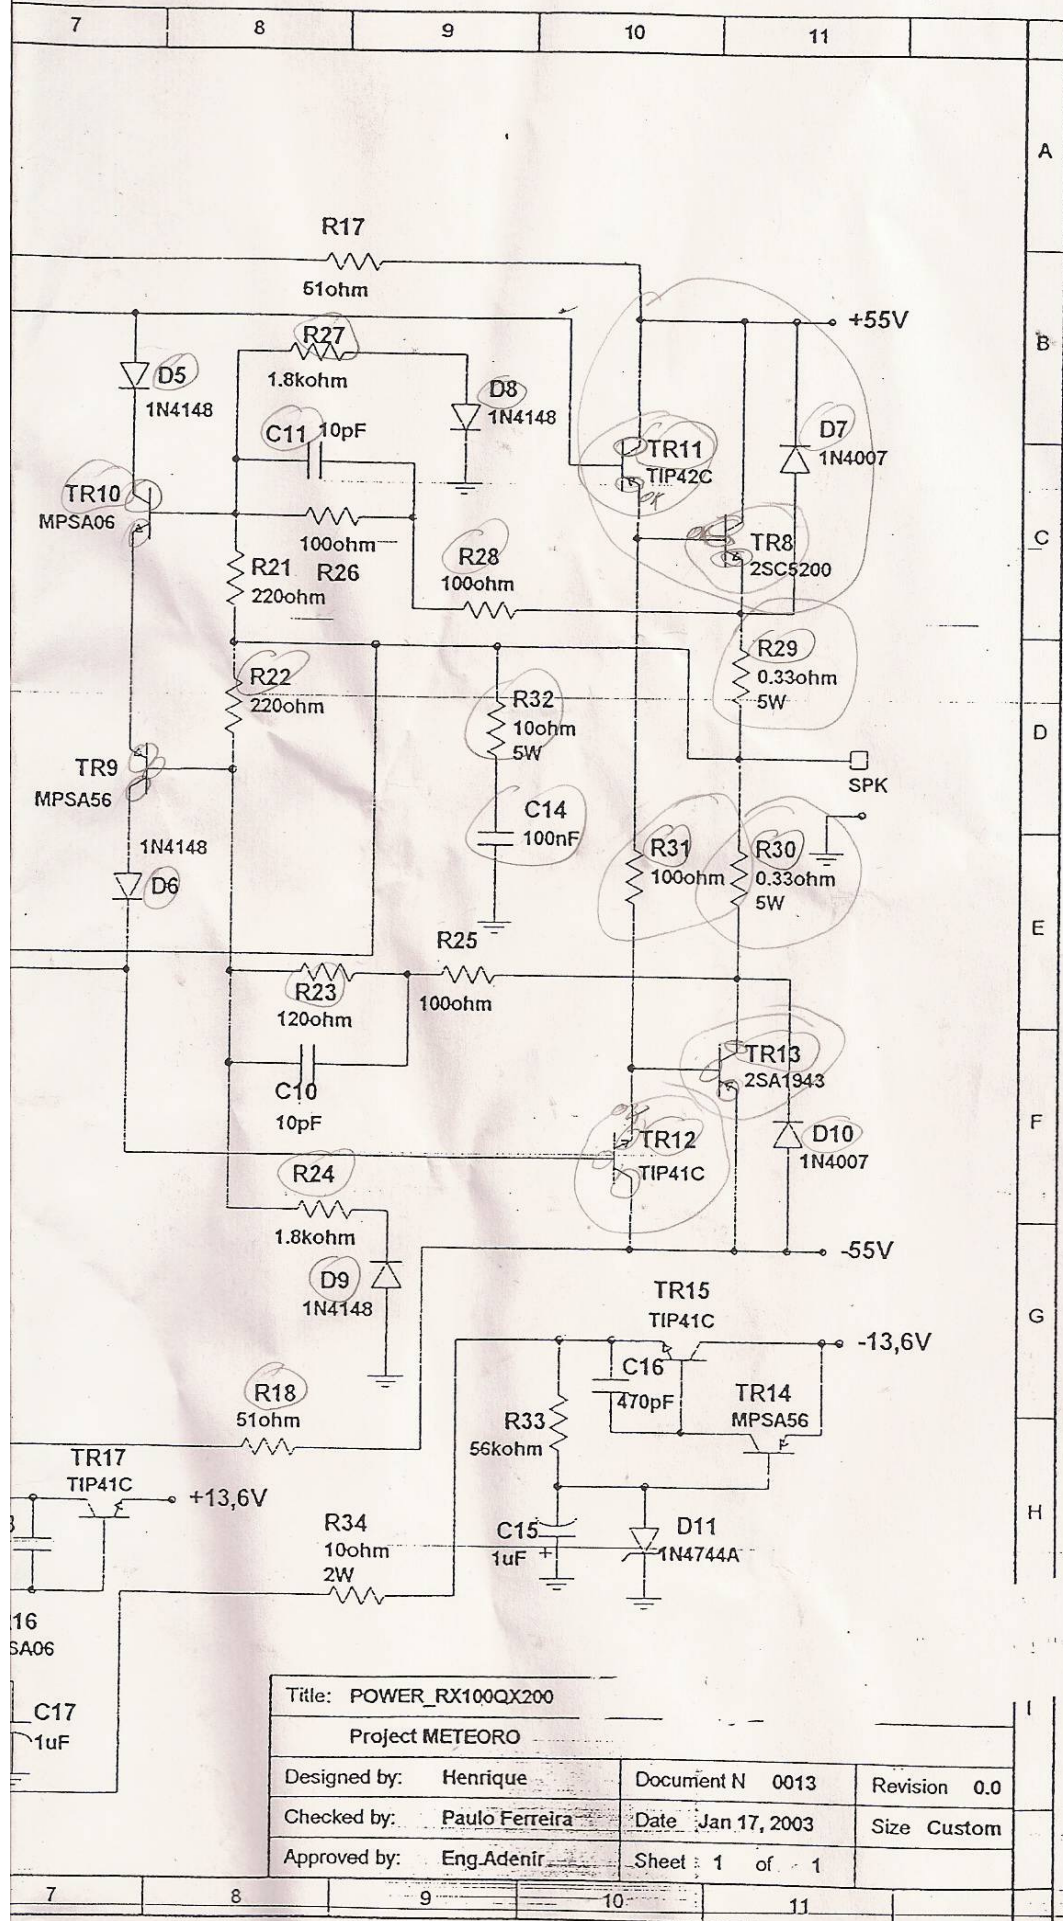 7 8 9 10 11
A
R17
51ohm
+55V
B
R27
1.8kohm
D5
1N4148
D8
1N4148
C11 10pF
D7
1N4007
TR11
TIP42C
OK
TR10
MPSA06
TR8
2SC5200
C
100ohm
R26
R28
100ohm
R21
220ohm
R29
0.33ohm
5W
R22
220ohm
R32
10ohm
5W
D
TR9
MPSA56
SPK
C14
100nF
1N4148
D6
R31
100ohm
R30
0.33ohm
5W
E
R25
100ohm
R23
120ohm
TR13
2SA1943
C10
10pF
F
TR12
TIP41C
D10
1N4007
R24
1.8kohm
-55V
D9
1N4148
TR15
TIP41C
G
-13,6V
C16
470pF
TR14
MPSA56
R18
51ohm
R33
56kohm
TR17
TIP41C
+13,6V
H
R34
10ohm
2W
C15
1uF +
D11
1N4744A
16
SA06
C17
1uF
I
Title: POWER_RX100QX200
Project METEORO
Designed by: Henrique Document N 0013 Revision 0.0
Checked by: Paulo Ferreira Date Jan 17, 2003 Size Custom
Approved by: Eng.Adenir Sheet 1 of 1
7 8 9 10 11